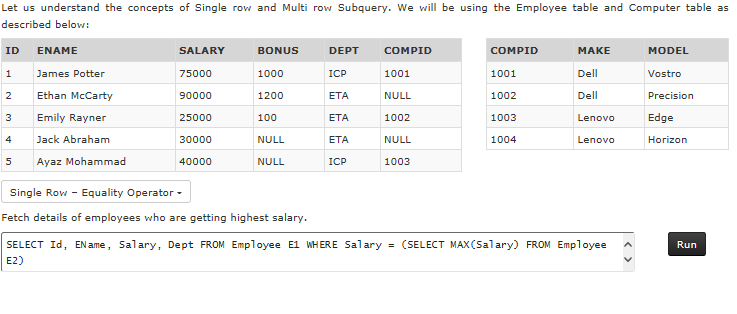 Let us understand the concepts of Single row and Multi row Subquery. We will be using the Employee table and Computer table as
described below:
ID ENAME SALARY BONUS DEPT COMPID
1 James Potter 75000 1000 ICP 1001
2 Ethan McCarty 90000 1200 ETA NULL
3 Emily Rayner 25000 100 ETA 1002
4 Jack Abraham 30000 NULL ETA NULL
5 Ayaz Mohammad 40000 NULL ICP 1003
COMPID MAKE MODEL
1001 Dell Vostro
1002 Dell Precision
1003 Lenovo Edge
1004 Lenovo Horizon
Single Row – Equality Operator
Fetch details of employees who are getting highest salary.
SELECT Id, EName, Salary, Dept FROM Employee E1 WHERE Salary = (SELECT MAX(Salary) FROM Employee
E2)
Run